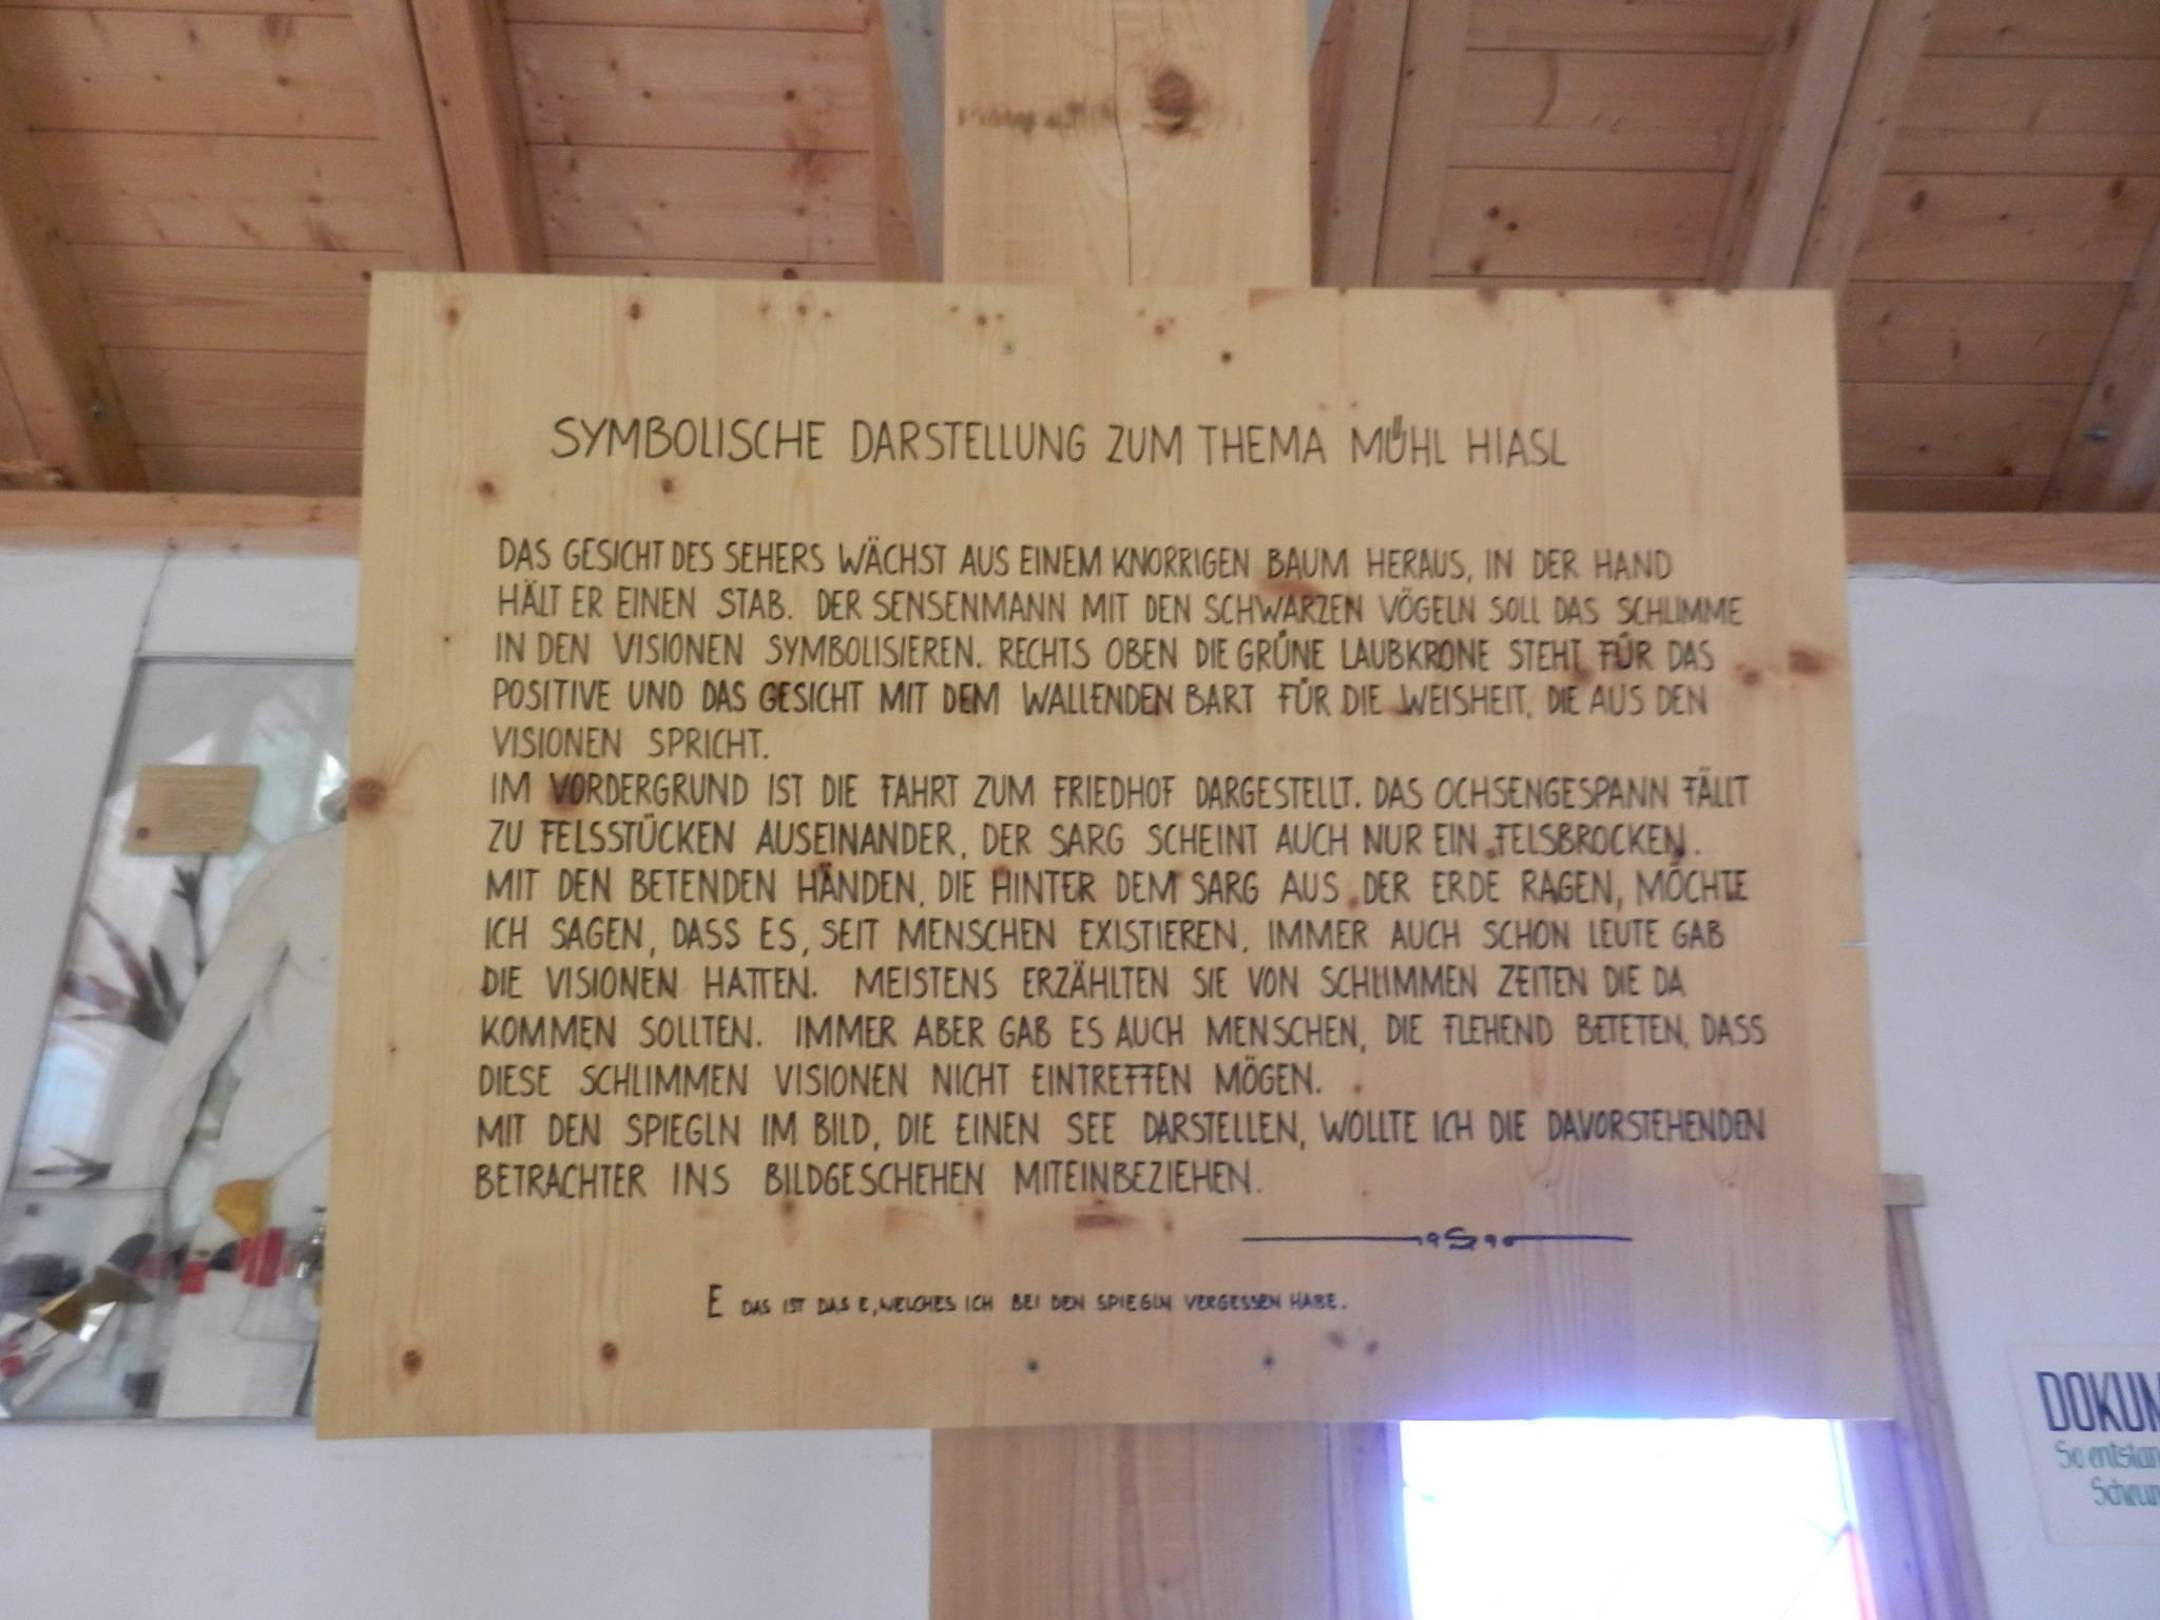 SYMBOLISCHE DARSTELLUNG ZUM THEMA MÜHL HIASL
DAS GESICHT DES SEHERS WÄCHST AUS EINEM KNORRIGEN BAUM HERAUS, IN DER HAND
HÄLT ER EINEN STAB. DER SENSENMANN MIT DEN SCHWARZEN VÖGELN SOLL DAS SCHLIMME
IN DEN VISIONEN SYMBOLISIEREN. RECHTS OBEN DIE GRÜNE LAUBKRONE STEHT FÜR DAS
POSITIVE UND DAS GESICHT MIT DEM WALLENDEN BART FÜR DIE WEISHEIT, DIE AUS DEN
VISIONEN SPRICHT.
IM VORDERGRUND IST DIE FAHRT ZUM FRIEDHOF DARGESTELLT. DAS OCHSENGESPANN FÄLLT
ZU FELSSTÜCKEN AUSEINANDER, DER SARG SCHEINT AUCH NUR EIN FELSBROCKEN.
MIT DEN BETENDEN HÄNDEN, DIE HINTER DEM SARG AUS DER ERDE RAGEN, MÖCHTE
ICH SAGEN, DASS ES, SEIT MENSCHEN EXISTIEREN, IMMER AUCH SCHON LEUTE GAB
DIE VISIONEN HATTEN. MEISTENS ERZÄHLTEN SIE VON SCHLIMMEN ZEITEN DIE DA
KOMMEN SOLLTEN. IMMER ABER GAB ES AUCH MENSCHEN, DIE FLEHEND BETETEN, DASS
DIESE SCHLIMMEN VISIONEN NICHT EINTREFFEN MÖGEN.
MIT DEN SPIEGLN IM BILD, DIE EINEN SEE DARSTELLEN, WOLLTE ICH DIE DAVORSTEHENDEN
BETRACHTER INS BILDGESCHEHEN MITEINBEZIEHEN.
E DAS IST DAS E, WELCHES ICH BEI DEN SPIEGLN VERGESSEN HABE.
DOKUM
So entstan
Scheun